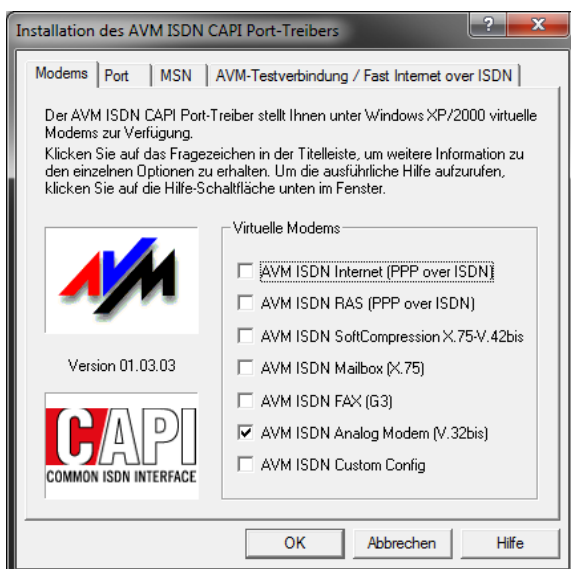 Installation des AVM ISDN CAPI Port-Treibers
Modems Port MSN AVM-Testverbindung / Fast Internet over ISDN
Der AVM ISDN CAPI Port-Treiber stellt Ihnen unter Windows XP/2000 virtuelle
Modems zur Verfügung.
Klicken Sie auf das Fragezeichen in der Titelleiste, um weitere Information zu
den einzelnen Optionen zu erhalten. Um die ausführliche Hilfe aufzurufen,
klicken Sie auf die Hilfe-Schaltfläche unten im Fenster.
AVM
Version 01.03.03
CAPI
COMMON ISDN INTERFACE
Virtuelle Modems
AVM ISDN Internet (PPP over ISDN)
AVM ISDN RAS (PPP over ISDN)
AVM ISDN SoftCompression X.75-V.42bis
AVM ISDN Mailbox (X.75)
AVM ISDN FAX (G3)
AVM ISDN Analog Modem (V.32bis)
AVM ISDN Custom Config
OK Abbrechen Hilfe